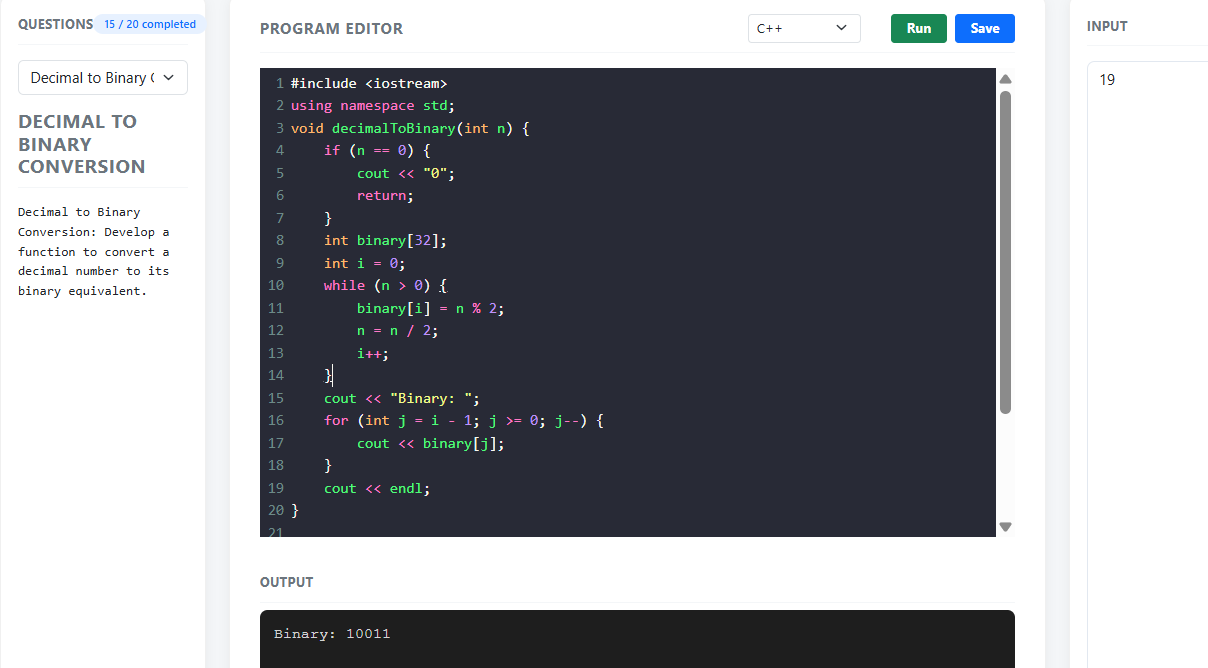 QUESTIONS
15 / 20 completed
Decimal to Binary
DECIMAL TO
BINARY
CONVERSION
Decimal to Binary
Conversion: Develop a
function to convert a
decimal number to its
binary equivalent.
PROGRAM EDITOR
C++
Run
Save
1 #include <iostream>
2 using namespace std;
3 void decimalToBinary(int n) {
4     if (n == 0) {
5         cout << "0";
6         return;
7     }
8     int binary[32];
9     int i = 0;
10     while (n > 0) {
11         binary[i] = n % 2;
12         n = n / 2;
13         i++;
14     }
15     cout << "Binary: ";
16     for (int j = i - 1; j >= 0; j--) {
17         cout << binary[j];
18     }
19     cout << endl;
20 }
21
OUTPUT
Binary: 10011
INPUT
19